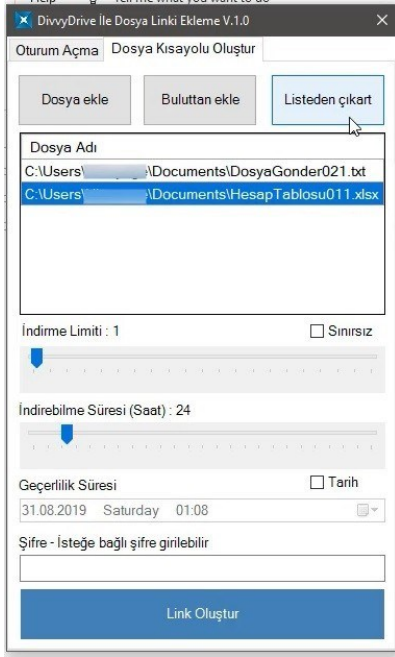 DivvyDrive İle Dosya Linki Ekleme V.1.0
Oturum Açma Dosya Kısayolu Oluştur
Dosya ekle Buluttan ekle Listeden çıkart
Dosya Adı
C:\Users\ \Documents\DosyaGonder021.txt
C:\Users\ \Documents\HesapTablosu011.xlsx
İndirme Limiti : 1 Sınırsız
İndirebilme Süresi (Saat) : 24
Geçerlilik Süresi Tarih
31.08.2019 Saturday 01:08
Şifre - İsteğe bağlı şifre girilebilir
Link Oluştur